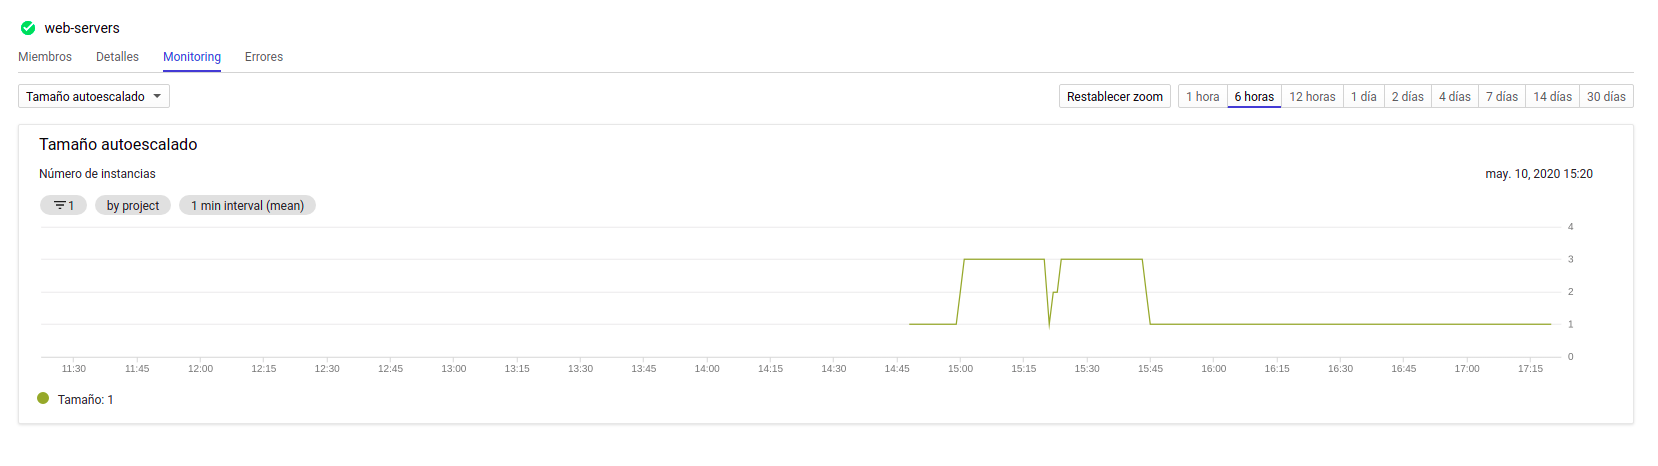 web-servers
Miembros Detalles Monitoring Errores
Tamaño autoescalado Restablecer zoom 1 hora 6 horas 12 horas 1 día 2 días 4 días 7 días 14 días 30 días
Tamaño autoescalado
Número de instancias may. 10, 2020 15:20
1 by project 1 min interval (mean)
4
3
2
1
0
11:30 11:45 12:00 12:15 12:30 12:45 13:00 13:15 13:30 13:45 14:00 14:15 14:30 14:45 15:00 15:15 15:30 15:45 16:00 16:15 16:30 16:45 17:00 17:15
Tamaño: 1